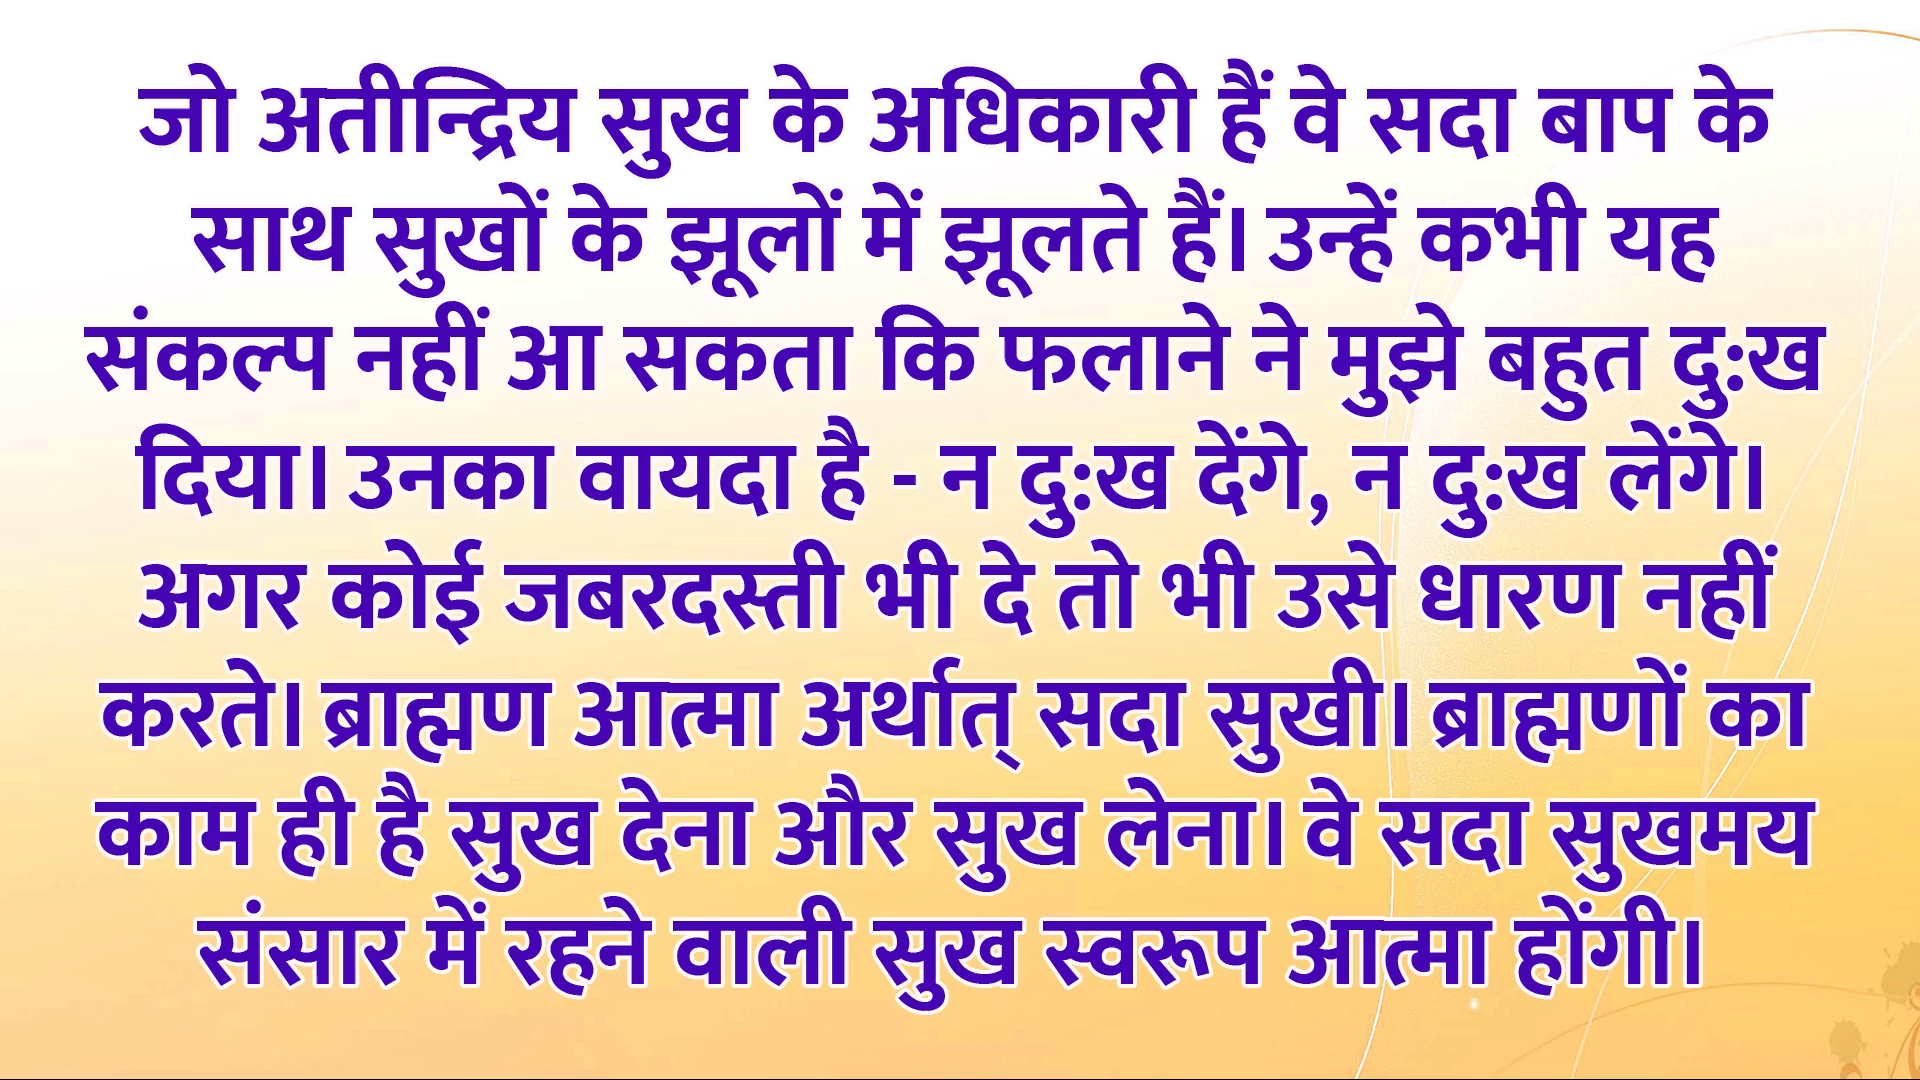 जो अतीन्द्रिय सुख के अधिकारी हैं वे सदा बाप के
साथ सुखों के झूलों में झूलते हैं। उन्हें कभी यह
संकल्प नहीं आ सकता कि फलाने ने मुझे बहुत दु:ख
दिया। उनका वायदा है - न दु:ख देंगे, न दु:ख लेंगे।
अगर कोई जबरदस्ती भी दे तो भी उसे धारण नहीं
करते। ब्राह्मण आत्मा अर्थात् सदा सुखी। ब्राह्मणों का
काम ही है सुख देना और सुख लेना। वे सदा सुखमय
संसार में रहने वाली सुख स्वरूप आत्मा होंगी।